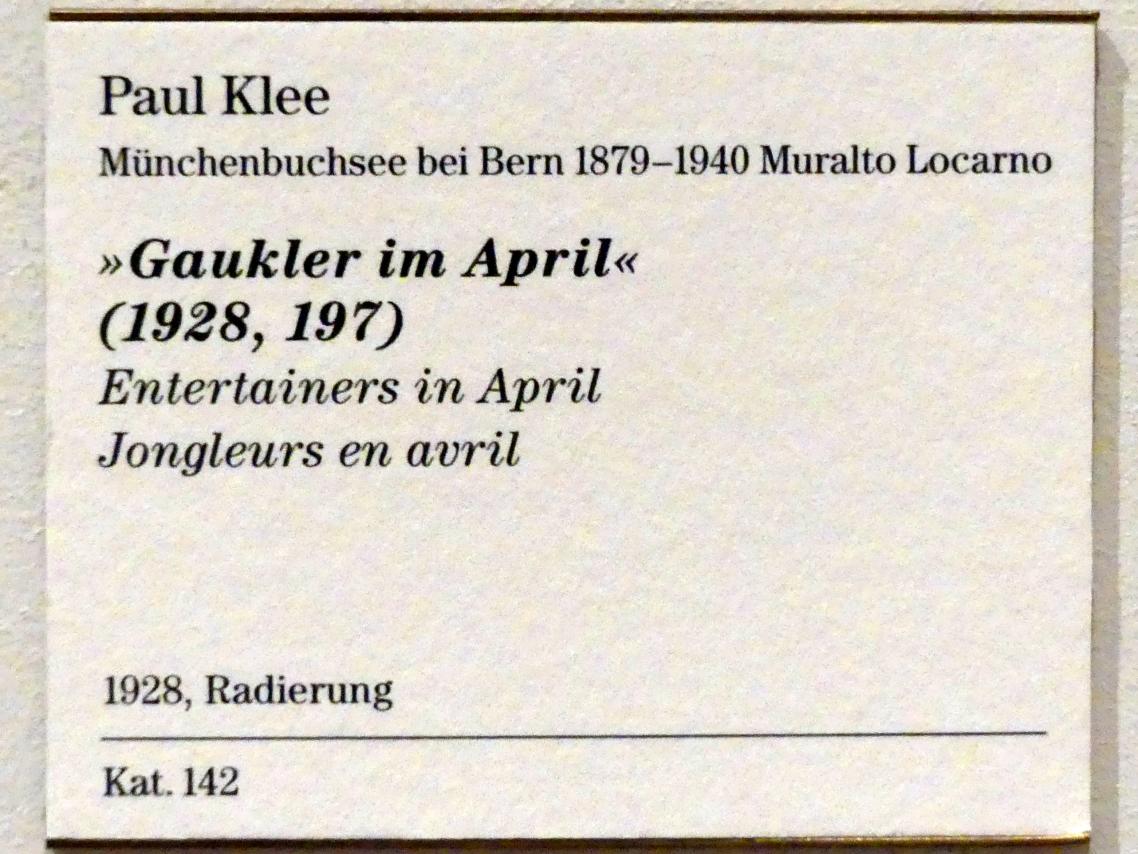 Paul Klee
Münchenbuchsee bei Bern 1879–1940 Muralto Locarno
»Gaukler im April«
(1928, 197)
Entertainers in April
Jongleurs en avril
1928, Radierung
Kat. 142